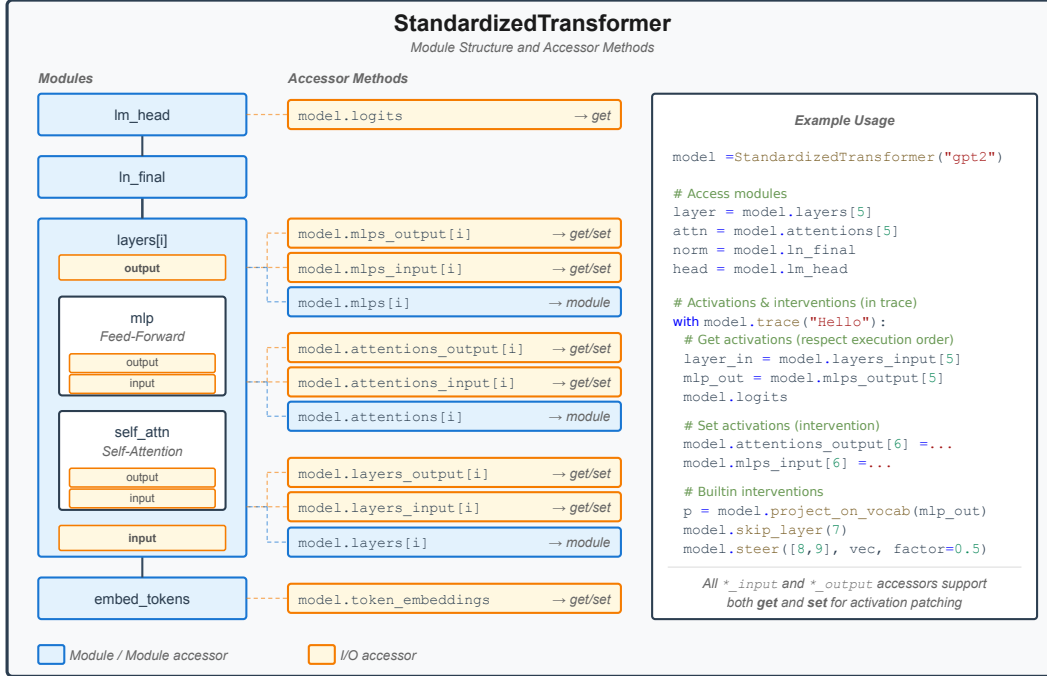 StandardizedTransformer
Module Structure and Accessor Methods
Modules
Accessor Methods
lm_head
model.logits → get
ln_final
layers[i]
output
model.mlps_output[i] → get/set
model.mlps_input[i] → get/set
model.mlps[i] → module
mlp
Feed-Forward
output
input
model.attentions_output[i] → get/set
model.attentions_input[i] → get/set
model.attentions[i] → module
self_attn
Self-Attention
output
input
input
model.layers_output[i] → get/set
model.layers_input[i] → get/set
model.layers[i] → module
embed_tokens
model.token_embeddings → get/set
Module / Module accessor
I/O accessor
Example Usage
model =StandardizedTransformer("gpt2")
# Access modules
layer = model.layers[5]
attn = model.attentions[5]
norm = model.ln_final
head = model.lm_head
# Activations & interventions (in trace)
with model.trace("Hello"):
# Get activations (respect execution order)
layer_in = model.layers_input[5]
mlp_out = model.mlps_output[5]
model.logits
# Set activations (intervention)
model.attentions_output[6] =...
model.mlps_input[6] =...
# Builtin interventions
p = model.project_on_vocab(mlp_out)
model.skip_layer(7)
model.steer([8,9], vec, factor=0.5)
All *_input and *_output accessors support
both get and set for activation patching